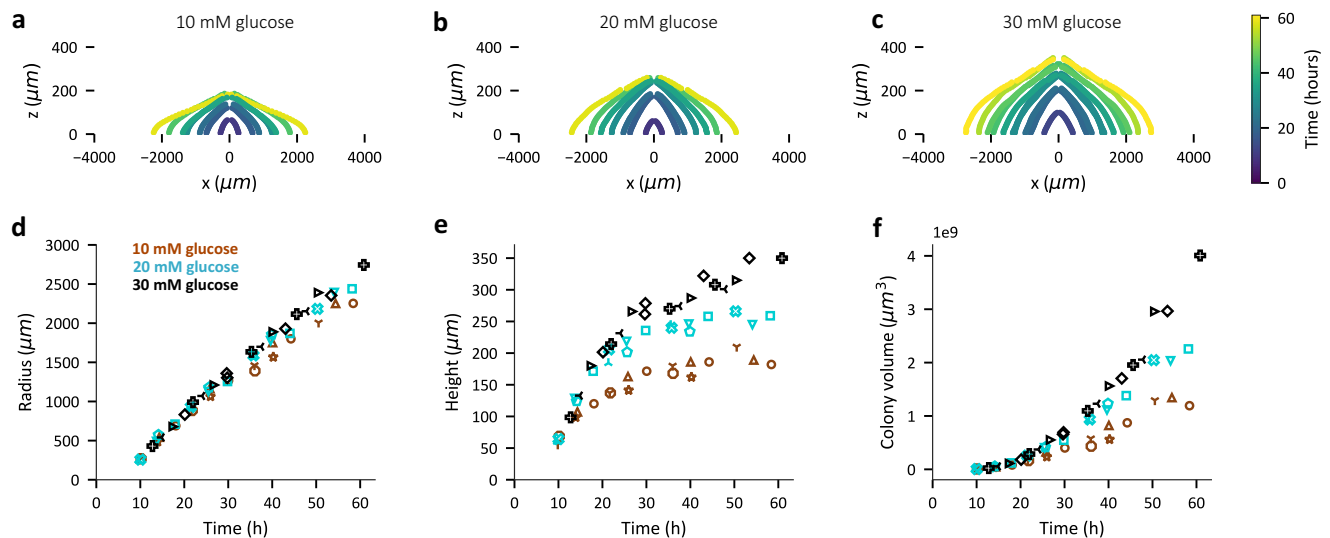 a 10 mM glucose
b 20 mM glucose
c 30 mM glucose
400
200
0
z (μm)
−4000 −2000 0 2000 4000
x (μm)
400
200
0
z (μm)
−4000 −2000 0 2000 4000
x (μm)
400
200
0
z (μm)
−4000 −2000 0 2000 4000
x (μm)
60
40
20
0
Time (hours)
d
10 mM glucose
20 mM glucose
30 mM glucose
3000
2500
2000
1500
1000
500
0
Radius (μm)
0 10 20 30 40 50 60
Time (h)
e
350
300
250
200
150
100
50
0
Height (μm)
0 10 20 30 40 50 60
Time (h)
f
1e9
4
3
2
1
0
Colony volume (μm³)
0 10 20 30 40 50 60
Time (h)